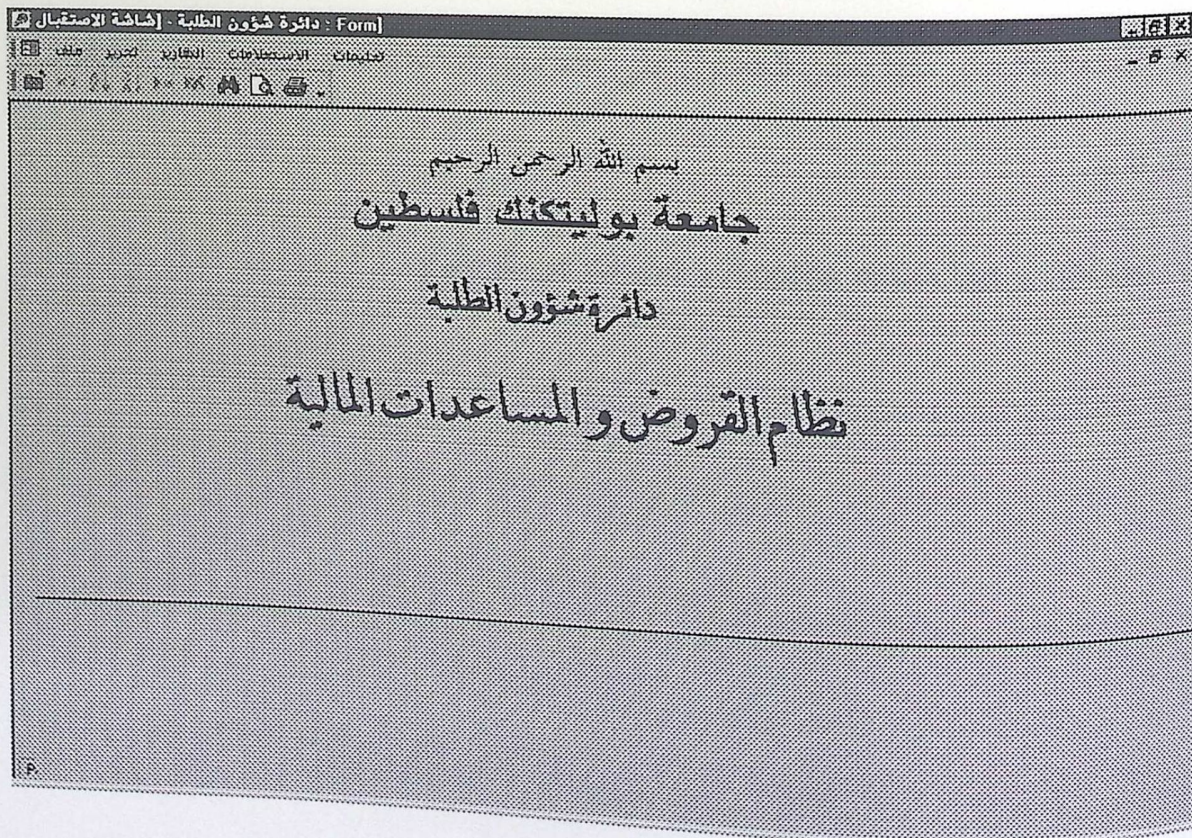 دائرة شؤون الطلبة - [شاشة الاستقبال : Form]
ملف تحرير التقارير الاستعلامات تعليمات
بسم الله الرحمن الرحيم
جامعة بوليتكنك فلسطين
دائرة شؤون الطلبة
نظام القروض و المساعدات المالية